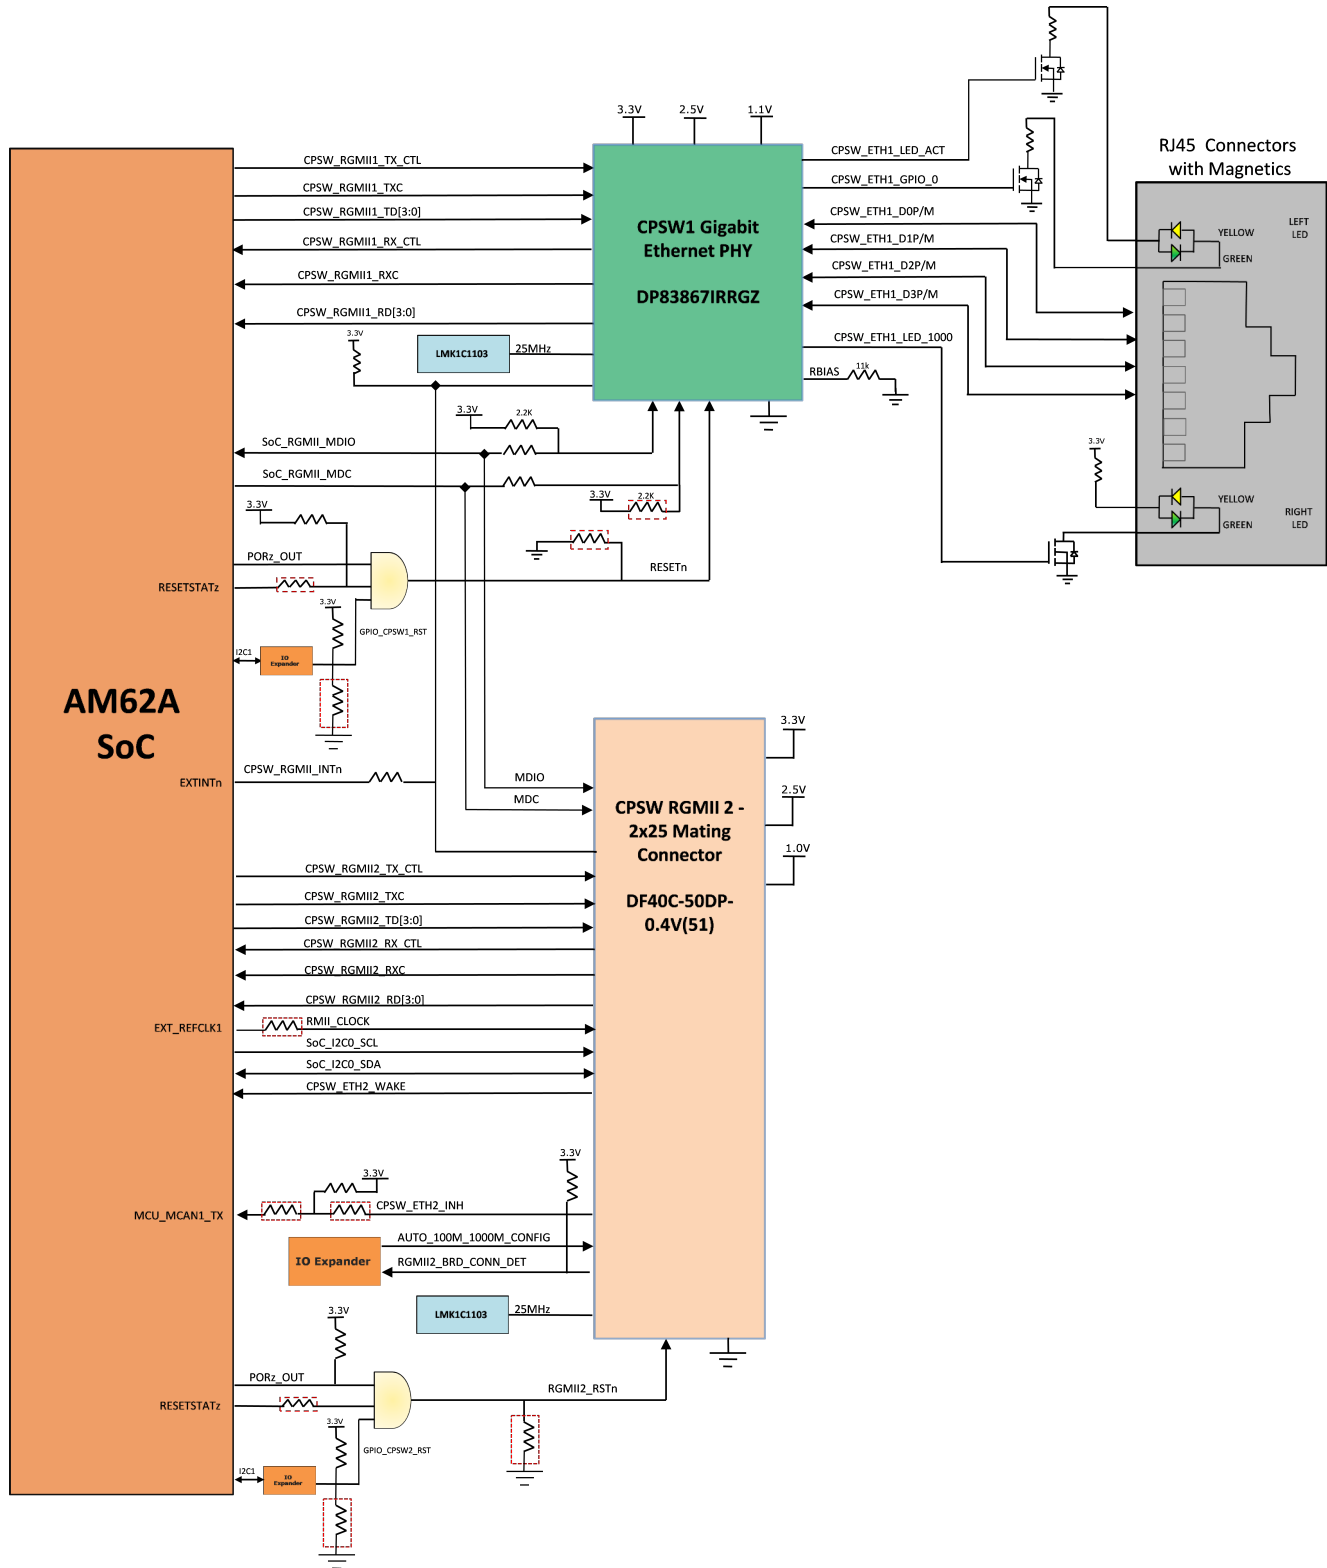 3.3V
2.5V
1.1V
CPSW_RGMII1_TX_CTL
CPSW_RGMII1_TXC
CPSW_RGMII1_TD[3:0]
CPSW_RGMII1_RX_CTL
CPSW_RGMII1_RXC
CPSW_RGMII1_RD[3:0]
CPSW1 Gigabit
Ethernet PHY
DP83867IRRGZ
CPSW_ETH1_LED_ACT
CPSW_ETH1_GPIO_0
CPSW_ETH1_D0P/M
CPSW_ETH1_D1P/M
CPSW_ETH1_D2P/M
CPSW_ETH1_D3P/M
CPSW_ETH1_LED_1000
RBIAS
11k
RJ45 Connectors
with Magnetics
LEFT
LED
YELLOW
GREEN
3.3V
YELLOW
GREEN
RIGHT
LED
3.3V
LMK1C1103
25MHz
3.3V
2.2K
SoC_RGMII_MDIO
SoC_RGMII_MDC
3.3V
2.2K
3.3V
PORz_OUT
RESETSTATz
RESETn
3.3V
GPIO_CPSW1_RST
I2C1
IO
Expander
AM62A
SoC
EXTINTn
CPSW_RGMII_INTn
MDIO
MDC
3.3V
2.5V
1.0V
CPSW RGMII 2 -
2x25 Mating
Connector
DF40C-50DP-
0.4V(51)
CPSW_RGMII2_TX_CTL
CPSW_RGMII2_TXC
CPSW_RGMII2_TD[3:0]
CPSW_RGMII2_RX_CTL
CPSW_RGMII2_RXC
CPSW_RGMII2_RD[3:0]
EXT_REFCLK1
RMII_CLOCK
SoC_I2C0_SCL
SoC_I2C0_SDA
CPSW_ETH2_WAKE
3.3V
3.3V
MCU_MCAN1_TX
CPSW_ETH2_INH
IO Expander
AUTO_100M_1000M_CONFIG
RGMII2_BRD_CONN_DET
LMK1C1103
25MHz
3.3V
PORz_OUT
RESETSTATz
RGMII2_RSTn
3.3V
GPIO_CPSW2_RST
I2C1
IO
Expander